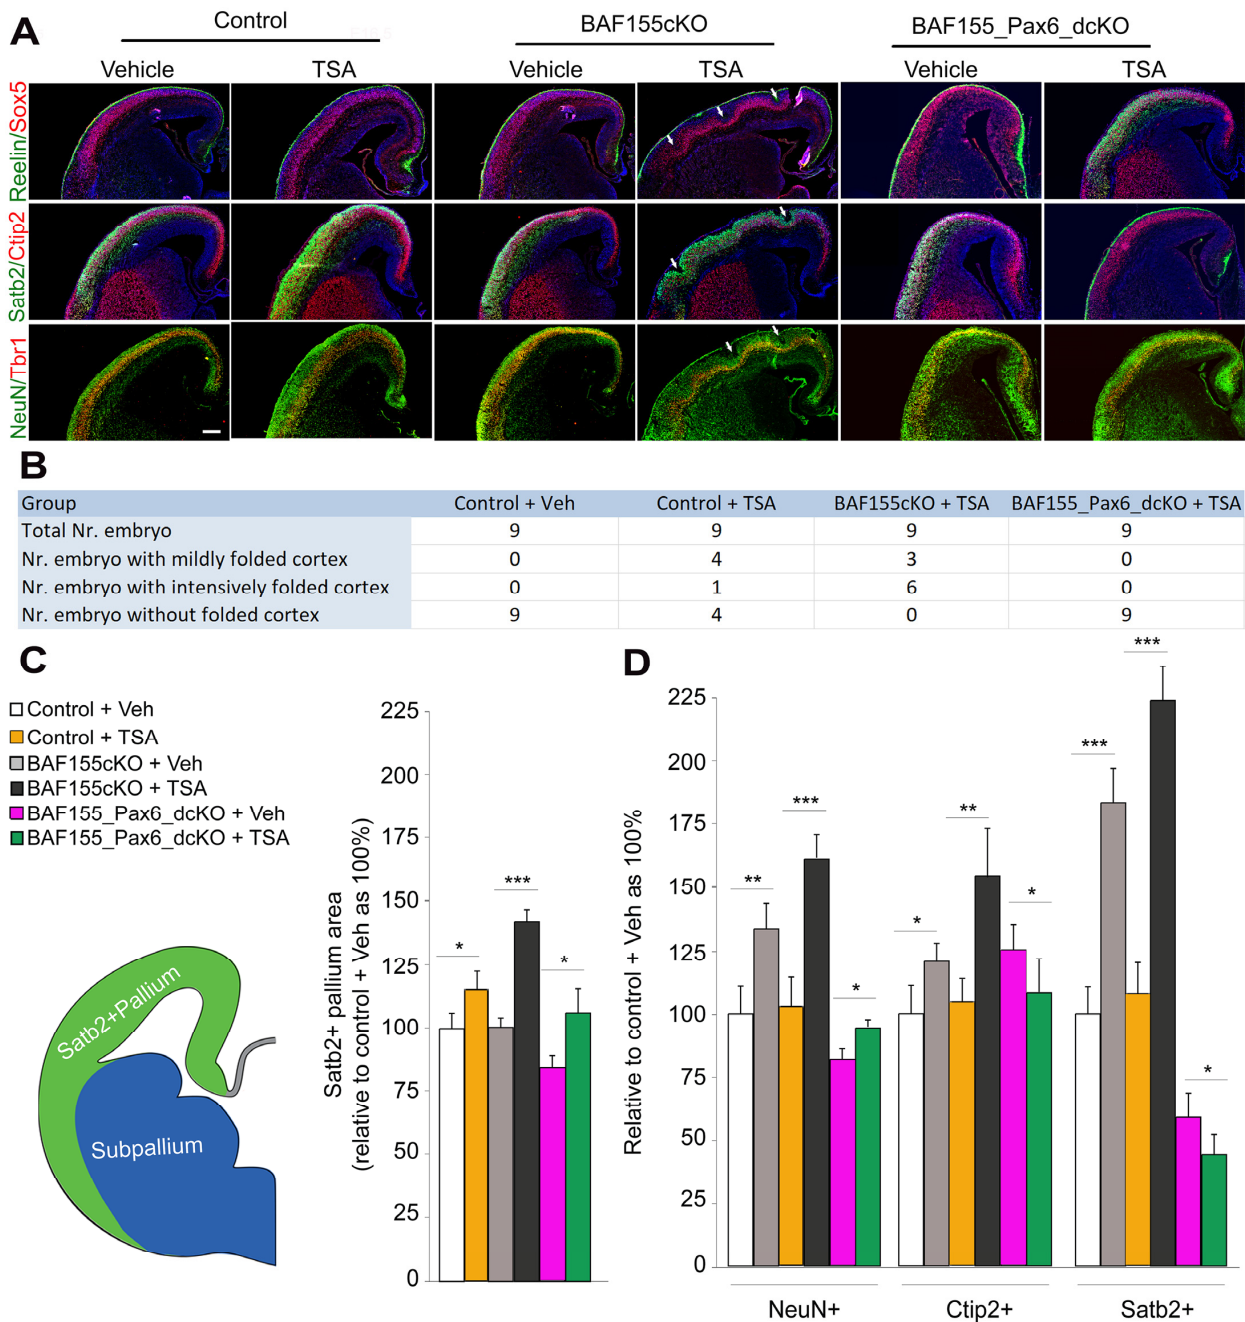 A
Control
BAF155cKO
BAF155_Pax6_dcKO
Vehicle
TSA
Vehicle
TSA
Vehicle
TSA
Reelin/Sox5
Satb2/Ctip2
NeuN/Tbr1
B
Group Control + Veh Control + TSA BAF155cKO + TSA BAF155_Pax6_dcKO + TSA
Total Nr. embryo 9 9 9 9
Nr. embryo with mildly folded cortex 0 4 3 0
Nr. embryo with intensively folded cortex 0 1 6 0
Nr. embryo without folded cortex 9 4 0 9
C
Control + Veh
Control + TSA
BAF155cKO + Veh
BAF155cKO + TSA
BAF155_Pax6_dcKO + Veh
BAF155_Pax6_dcKO + TSA
Satb2+Pallium
Subpallium
Satb2+ pallium area
(relative to control + Veh as 100%)
225
200
175
150
125
100
75
50
25
0
*
***
*
D
Relative to control + Veh as 100%
225
200
175
150
125
100
75
50
25
0
**
***
*
*
**
*
***
***
*
NeuN+
Ctip2+
Satb2+